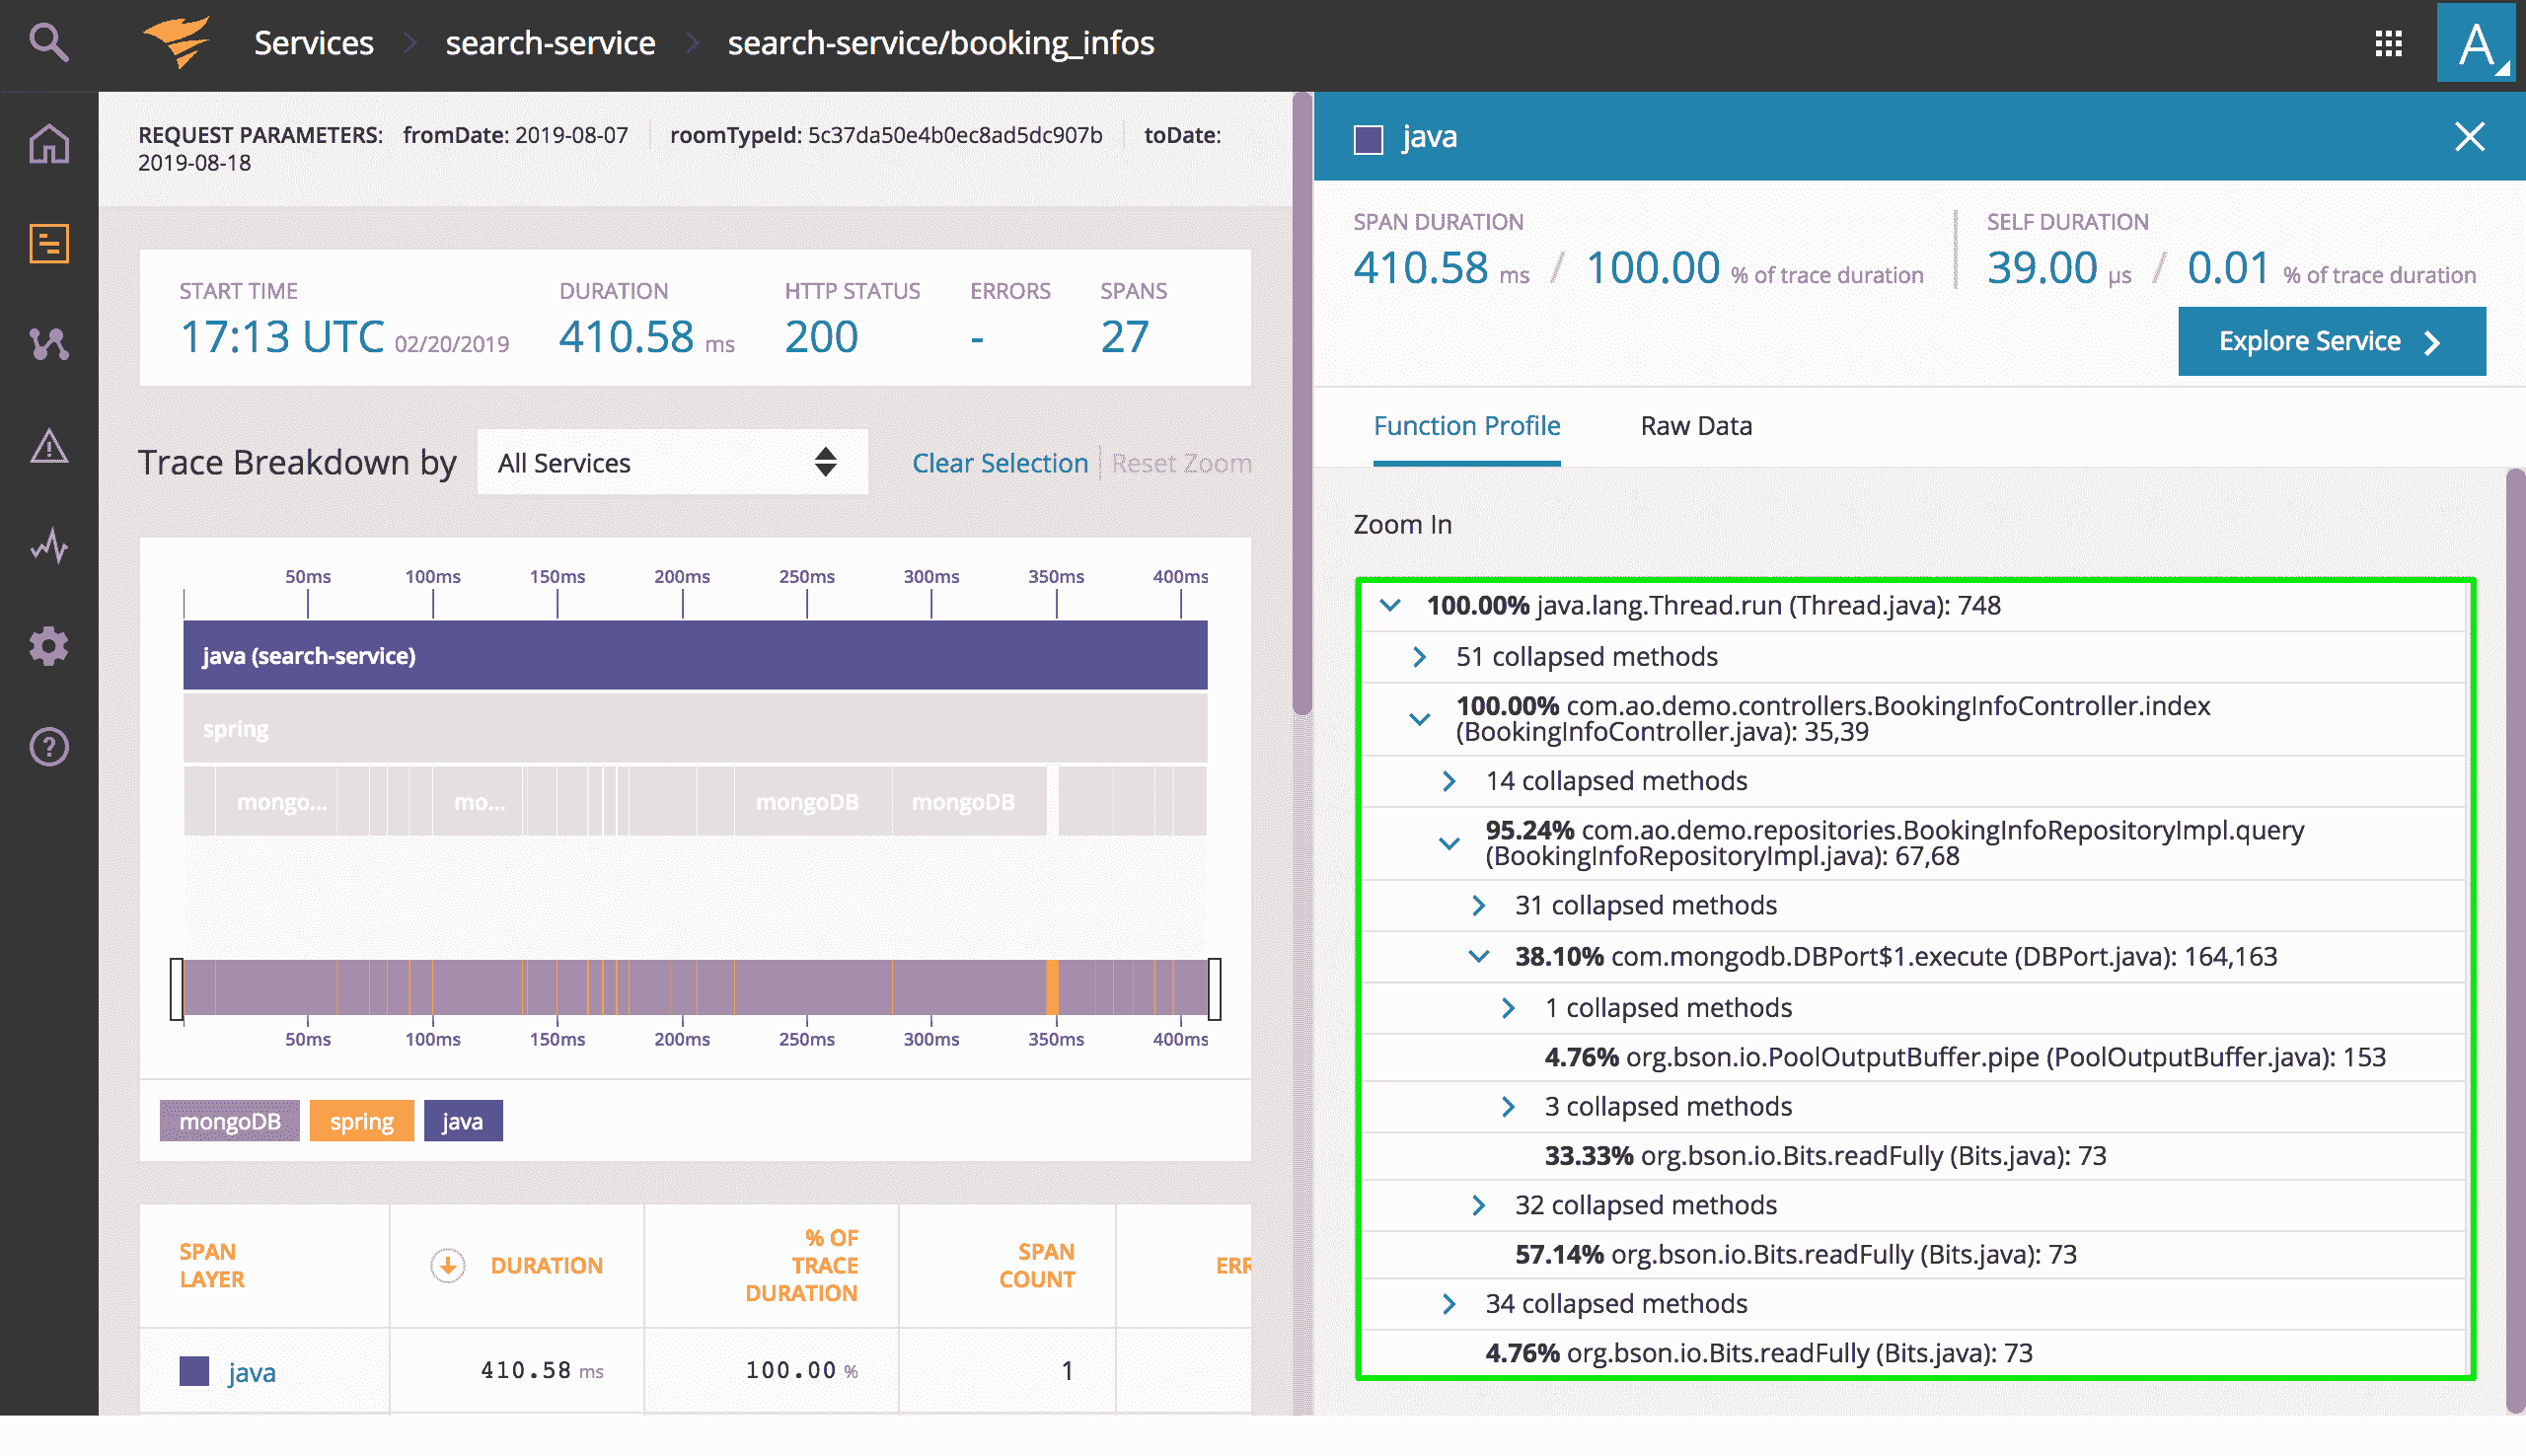 Services > search-service > search-service/booking_infos
A
REQUEST PARAMETERS: fromDate: 2019-08-07 roomTypeId: 5c37da50e4b0ec8ad5dc907b toDate:
2019-08-18
START TIME DURATION HTTP STATUS ERRORS SPANS
17:13 UTC 02/20/2019 410.58 ms 200 - 27
Trace Breakdown by All Services Clear Selection Reset Zoom
50ms 100ms 150ms 200ms 250ms 300ms 350ms 400ms
java (search-service)
spring
mongo... mo... mongoDB mongoDB
50ms 100ms 150ms 200ms 250ms 300ms 350ms 400ms
mongoDB spring java
SPAN LAYER DURATION % OF TRACE DURATION SPAN COUNT ERR
java 410.58 ms 100.00 % 1
java
SPAN DURATION SELF DURATION
410.58 ms / 100.00 % of trace duration 39.00 µs / 0.01 % of trace duration
Explore Service
Function Profile Raw Data
Zoom In
100.00% java.lang.Thread.run (Thread.java): 748
51 collapsed methods
100.00% com.ao.demo.controllers.BookingInfoController.index
(BookingInfoController.java): 35,39
14 collapsed methods
95.24% com.ao.demo.repositories.BookingInfoRepositoryImpl.query
(BookingInfoRepositoryImpl.java): 67,68
31 collapsed methods
38.10% com.mongodb.DBPort$1.execute (DBPort.java): 164,163
1 collapsed methods
4.76% org.bson.io.PoolOutputBuffer.pipe (PoolOutputBuffer.java): 153
3 collapsed methods
33.33% org.bson.io.Bits.readFully (Bits.java): 73
32 collapsed methods
57.14% org.bson.io.Bits.readFully (Bits.java): 73
34 collapsed methods
4.76% org.bson.io.Bits.readFully (Bits.java): 73